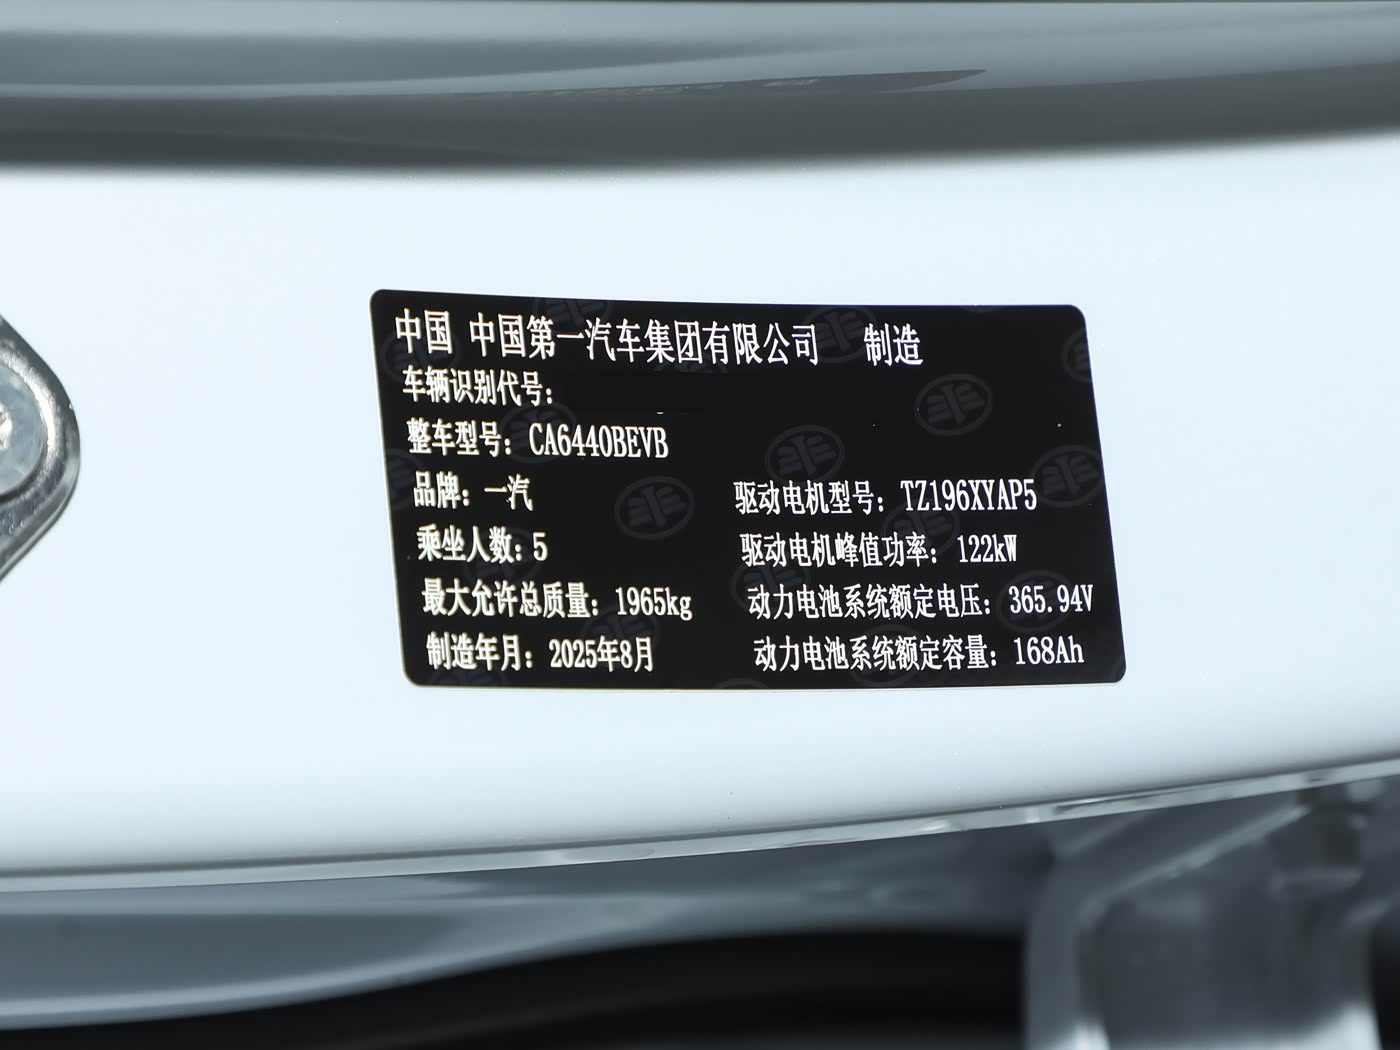 中国 中国第一汽车集团有限公司 制造
车辆识别代号:
整车型号: CA6440BEVB
品牌: 一汽 驱动电机型号: TZ196XYAP5
乘坐人数: 5 驱动电机峰值功率: 122kW
最大允许总质量: 1965kg 动力电池系统额定电压: 365.94V
制造年月: 2025年8月 动力电池系统额定容量: 168Ah